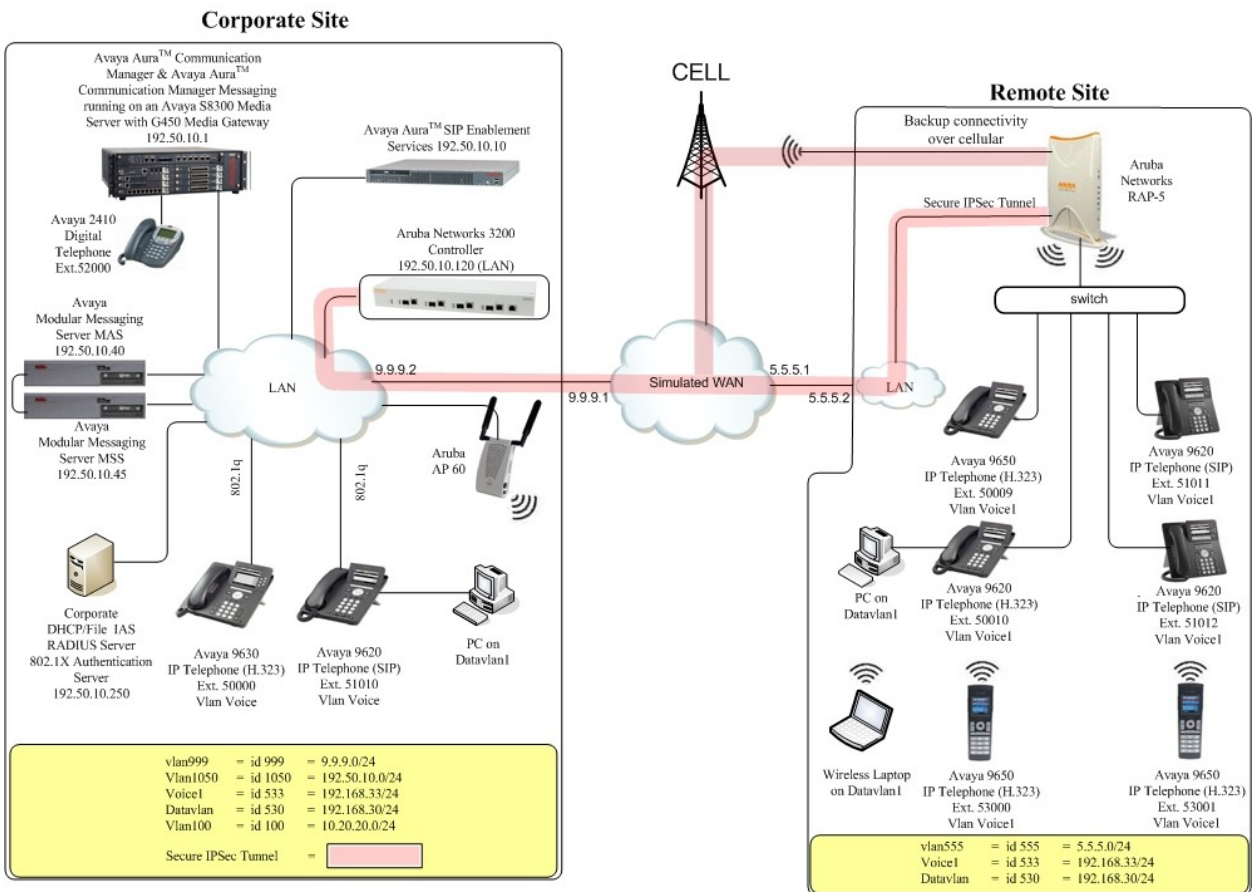 Corporate Site
Avaya Aura™ Communication
Manager & Avaya Aura™
Communication Manager Messaging
running on an Avaya S8300 Media
Server with G450 Media Gateway
192.50.10.1
Avaya Aura™ SIP Enablement
Services 192.50.10.10
Avaya 2410
Digital
Telephone
Ext.52000
Aruba Networks 3200
Controller
192.50.10.120 (LAN)
Avaya
Modular Messaging
Server MAS
192.50.10.40
LAN
9.9.9.2
Avaya
Modular Messaging
Server MSS
192.50.10.45
802.1q
802.1q
Aruba
AP 60
Corporate
DHCP/File IAS
RADIUS Server
802.1X Authentication
Server
192.50.10.250
Avaya 9630
IP Telephone (H.323)
Ext. 50000
Vlan Voice
Avaya 9620
IP Telephone (SIP)
Ext. 51010
Vlan Voice
PC on
Datavlan1
vlan999 = id 999 = 9.9.9.0/24
Vlan1050 = id 1050 = 192.50.10.0/24
Voice1 = id 533 = 192.168.33/24
Datavlan = id 530 = 192.168.30/24
Vlan100 = id 100 = 10.20.20.0/24
Secure IPSec Tunnel =
CELL
9.9.9.1
Simulated WAN
5.5.5.1
5.5.5.2
Remote Site
Backup connectivity
over cellular
Aruba
Networks
RAP-5
Secure IPSec Tunnel
switch
LAN
Avaya 9650
IP Telephone (H.323)
Ext. 50009
Vlan Voice1
Avaya 9620
IP Telephone (SIP)
Ext. 51011
Vlan Voice1
PC on
Datavlan1
Avaya 9620
IP Telephone (H.323)
Ext. 50010
Vlan Voice1
Avaya 9620
IP Telephone (SIP)
Ext. 51012
Vlan Voice1
Wireless Laptop
on Datavlan1
Avaya 9650
IP Telephone (H.323)
Ext. 53000
Vlan Voice1
Avaya 9650
IP Telephone (H.323)
Ext. 53001
Vlan Voice1
vlan555 = id 555 = 5.5.5.0/24
Voice1 = id 533 = 192.168.33/24
Datavlan = id 530 = 192.168.30/24